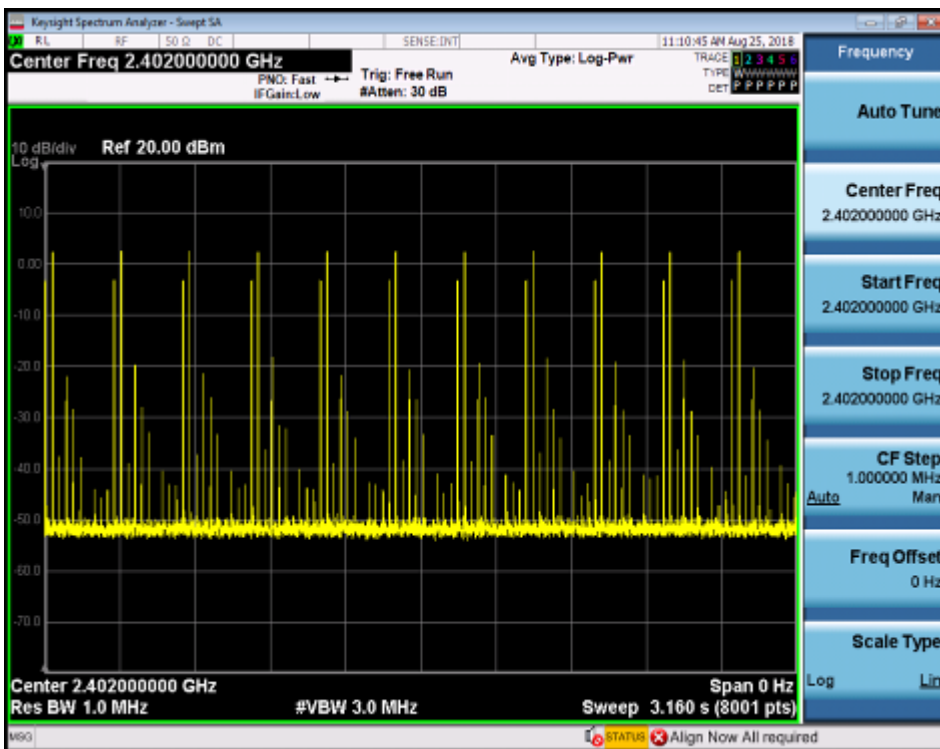 Keysight Spectrum Analyzer - Swept SA
RL RF 50 Ω DC SENSE:INT 11:10:45 AM Aug 25, 2018
Center Freq 2.402000000 GHz
PNO: Fast
IFGain:Low
Trig: Free Run
#Atten: 30 dB
Avg Type: Log-Pwr
TRACE 1 2 3 4 5 6
TYPE WWWWWW
DET P P P P P P
10 dB/div Ref 20.00 dBm
Log
10.0
0.00
-10.0
-20.0
-30.0
-40.0
-50.0
-60.0
-70.0
Center 2.402000000 GHz Span 0 Hz
Res BW 1.0 MHz #VBW 3.0 MHz Sweep 3.160 s (8001 pts)
MSG STATUS Align Now All required
Frequency
Auto Tune
Center Freq
2.402000000 GHz
Start Freq
2.402000000 GHz
Stop Freq
2.402000000 GHz
CF Step
1.000000 MHz
Auto Man
Freq Offset
0 Hz
Scale Type
Log Lin